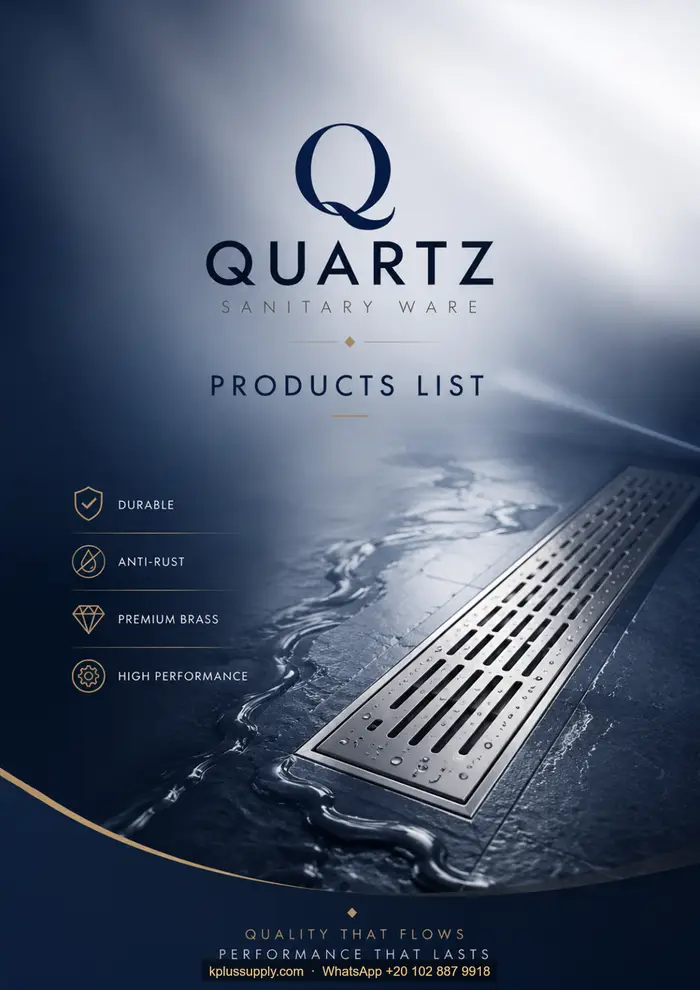 Q
QUARTZ
SANITARY WARE
PRODUCTS LIST
DURABLE
ANTI-RUST
PREMIUM BRASS
HIGH PERFORMANCE
QUALITY THAT FLOWS
PERFORMANCE THAT LASTS
kplussupply.com · WhatsApp +20 102 887 9918